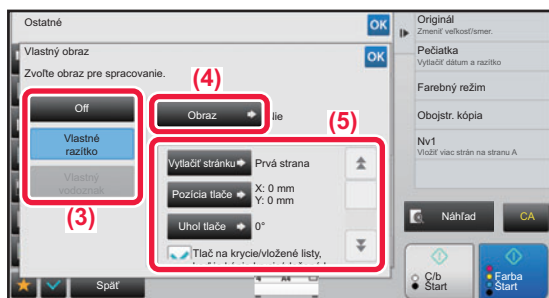 Ostatné
OK
Vlastný obraz
OK
Zvoľte obraz pre spracovanie.
(4)
Off
Obraz
(5)
Vlastné
razítko
Vytlačiť stránku
Prvá strana
Vlastný
vodoznak
Pozícia tlače
X: 0 mm
Y: 0 mm
(3)
Uhol tlače
0°
Tlač na krycie/vložené listy,
Späť
A4
Originál
Zmeniť veľkosť/smer.
Pečiatka
Vytlačiť dátum a razítko
Farebný režim
Obojstr. kópia
Nv1
Vložiť viac strán na stranu A
Náhľad
CA
Č/b
Štart
Farba
Štart